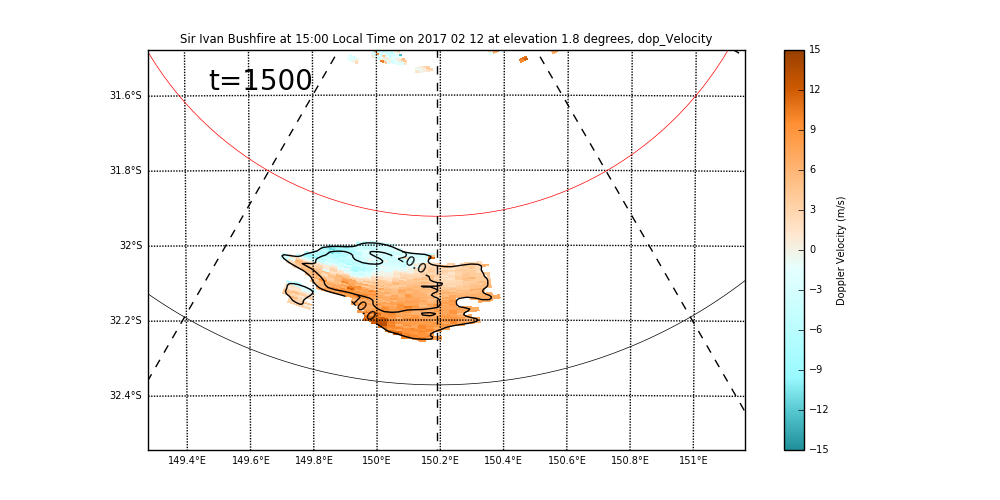 Sir Ivan Bushfire at 15:00 Local Time on 2017 02 12 at elevation 1.8 degrees, dop_Velocity
t=1500
31.6°S
31.8°S
32°S
32.2°S
32.4°S
20.0
10.0
149.4°E 149.6°E 149.8°E 150°E 150.2°E 150.4°E 150.6°E 150.8°E 151°E
15
12
9
6
3
0
−3
−6
−9
−12
−15
Doppler Velocity (m/s)